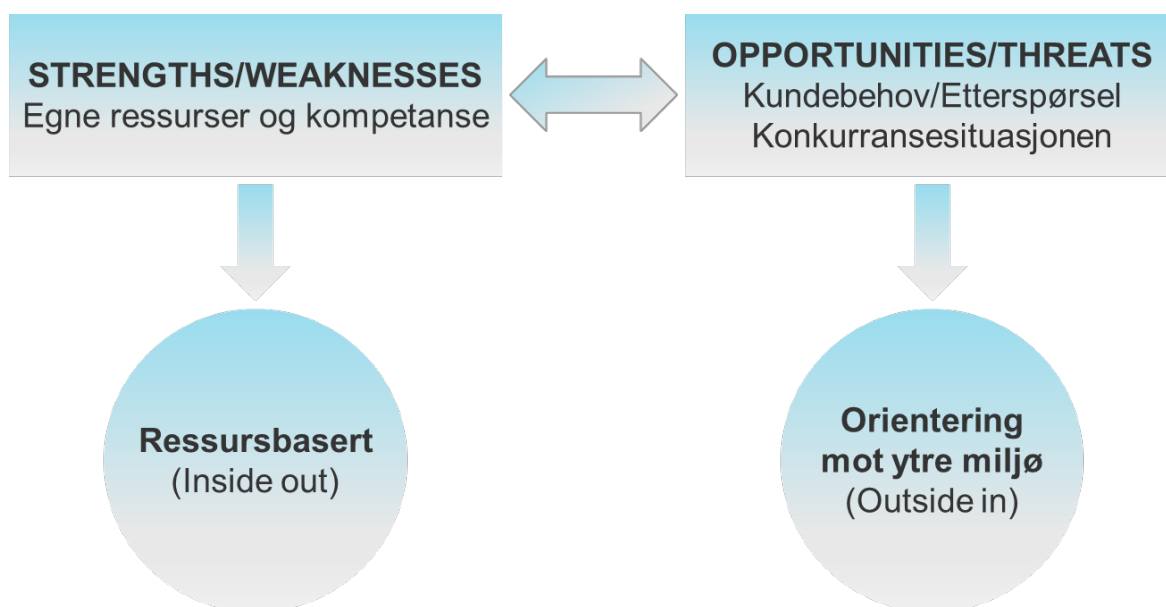 STRENGTHS/WEAKNESSES
Egne ressurser og kompetanse
OPPORTUNITIES/THREATS
Kundebehov/Etterspørsel
Konkurransesituasjonen
Ressursbasert
(Inside out)
Orientering
mot ytre miljø
(Outside in)